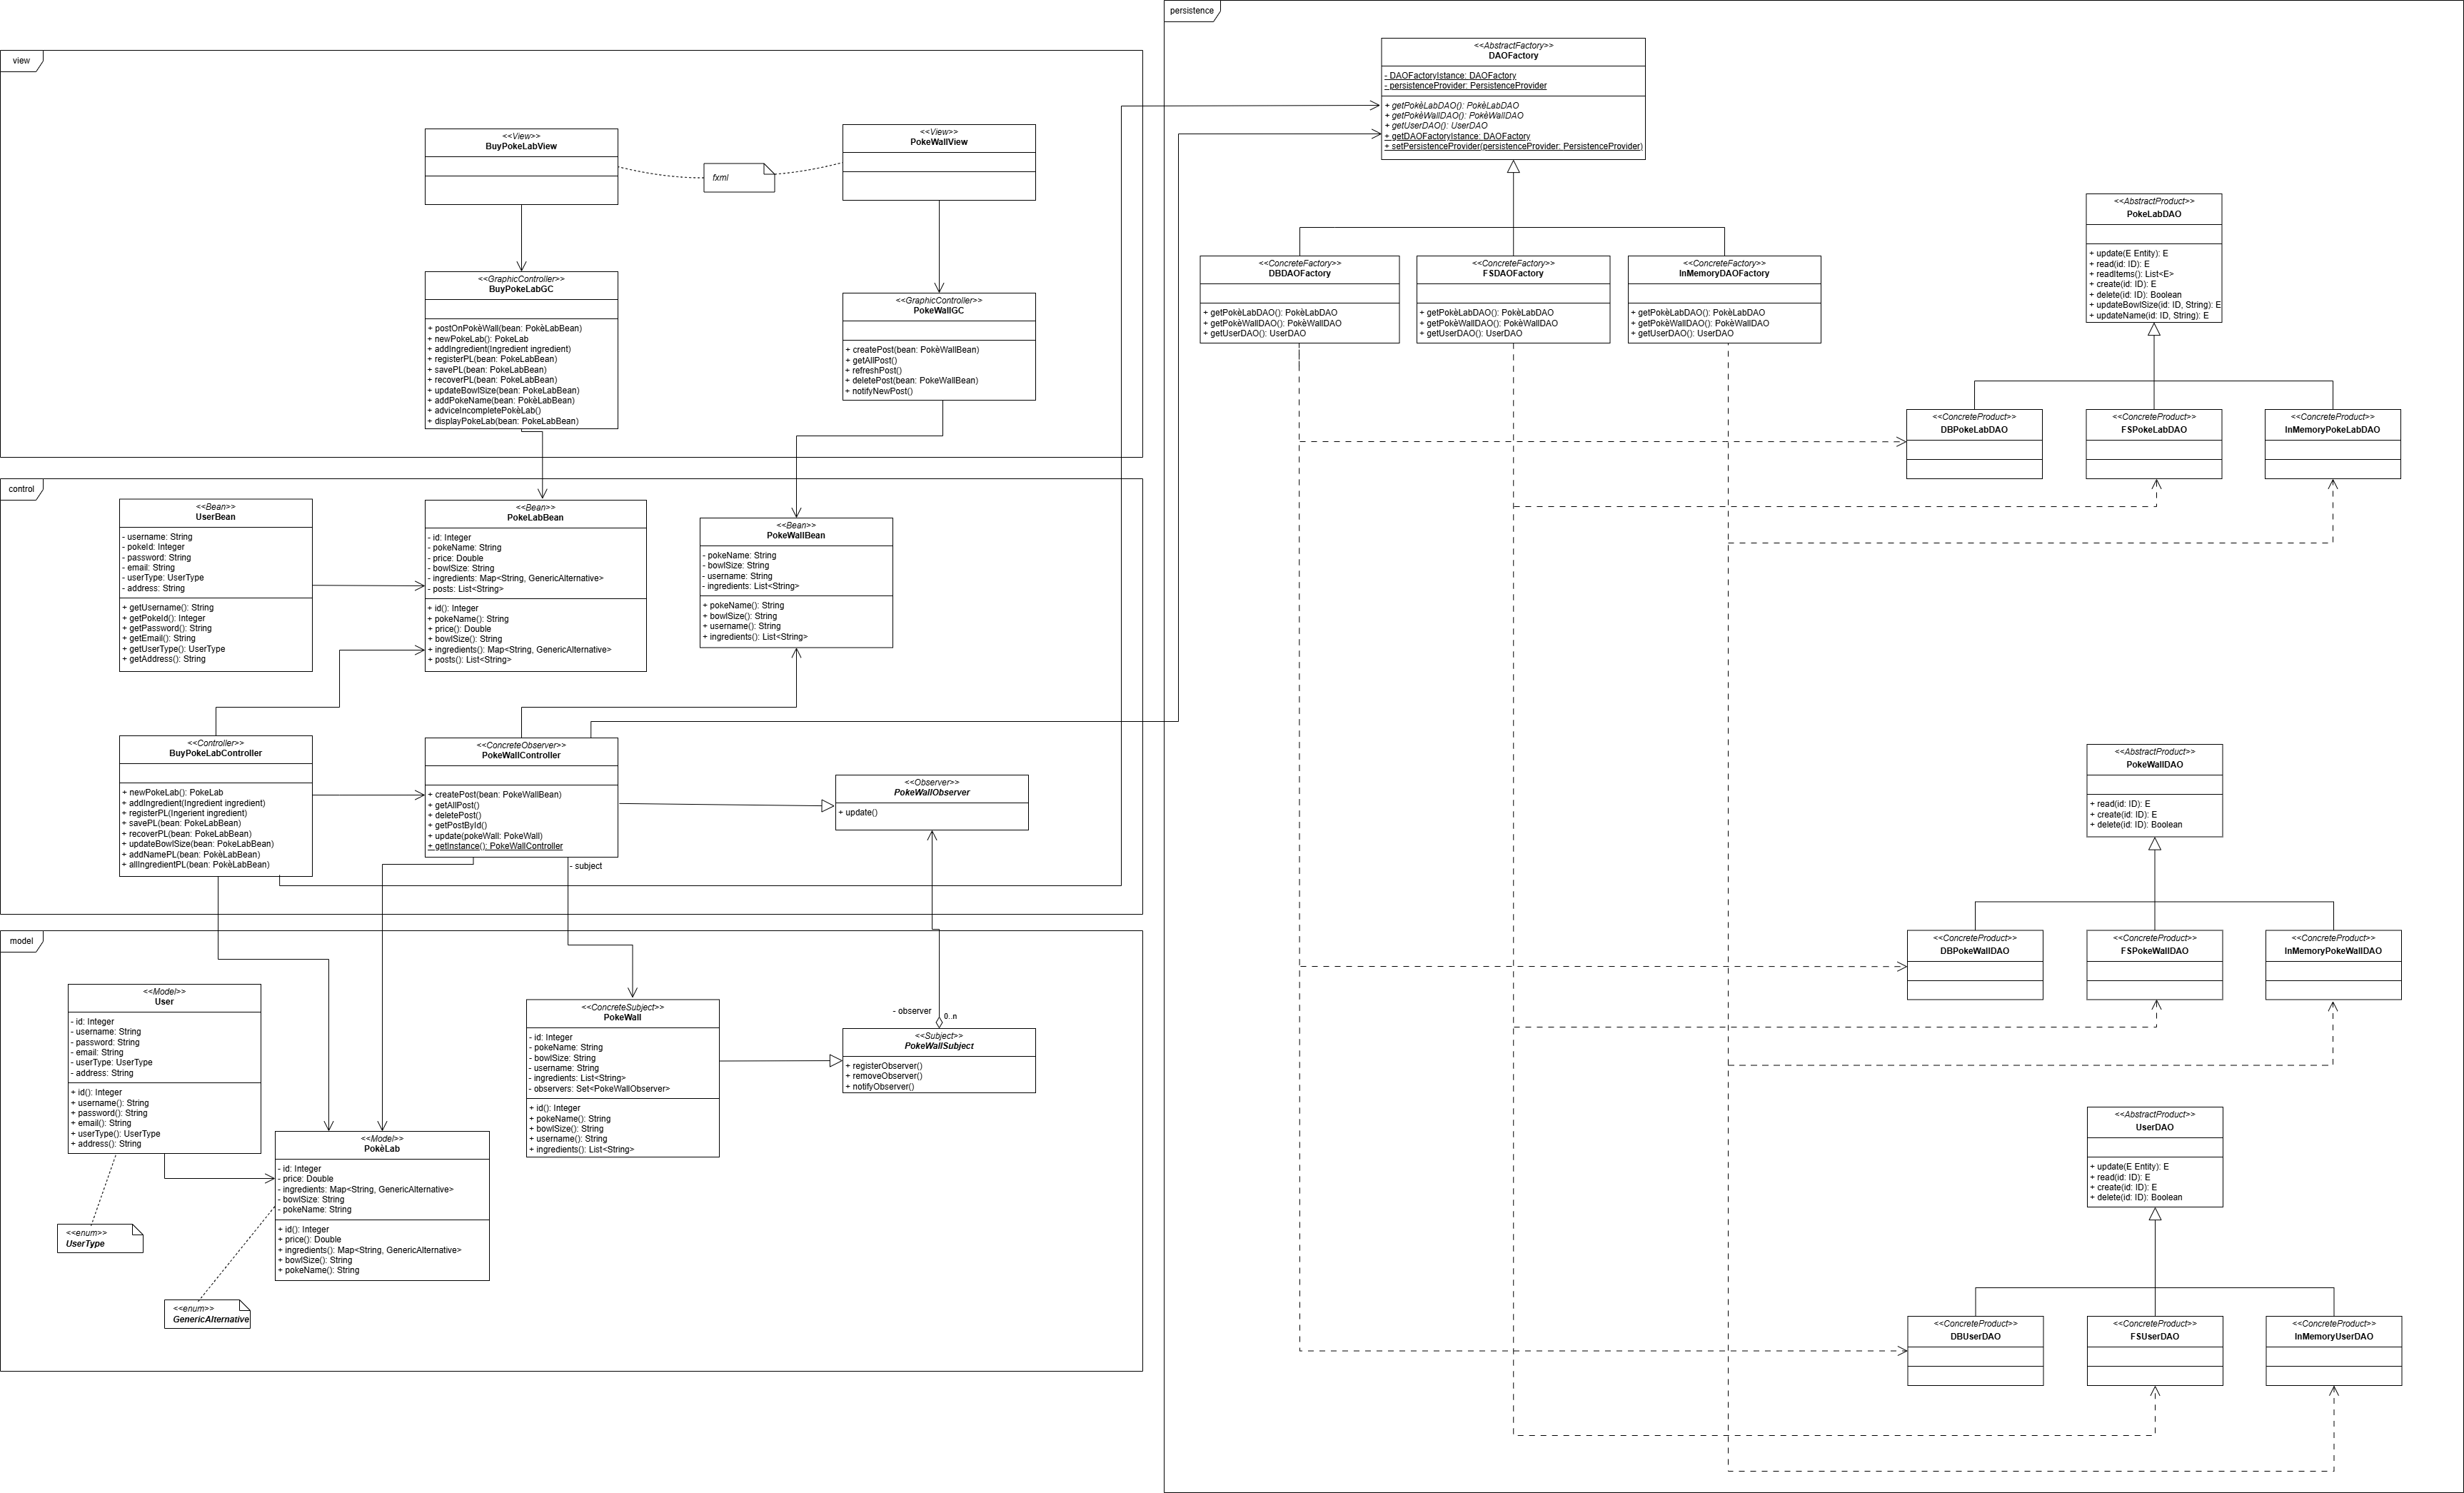 view
<<View>>
BuyPokeLabView
<<View>>
PokeWallView
fxml
<<GraphicController>>
BuyPokeLabGC
+ postOnPokèWall(bean: PokèLabBean)
+ newPokeLab(): PokeLab
+ addIngredient(Ingredient ingredient)
+ registerPL(bean: PokeLabBean)
+ savePL(bean: PokeLabBean)
+ recoverPL(bean: PokeLabBean)
+ updateBowlSize(bean: PokeLabBean)
+ addPokeName(bean: PokèLabBean)
+ adviceIncompletePokèLab()
+ displayPokeLab(bean: PokeLabBean)
<<GraphicController>>
PokeWallGC
+ createPost(bean: PokèWallBean)
+ getAllPost()
+ refreshPost()
+ deletePost(bean: PokeWallBean)
+ notifyNewPost()
control
<<Bean>>
UserBean
- username: String
- pokeId: Integer
- password: String
- email: String
- userType: UserType
- address: String
+ getUsername(): String
+ getPokeId(): Integer
+ getPassword(): String
+ getEmail(): String
+ getUserType(): UserType
+ getAddress(): String
<<Bean>>
PokeLabBean
- id: Integer
- pokeName: String
- price: Double
- bowlSize: String
- ingredients: Map<String, GenericAlternative>
- posts: List<String>
+ id(): Integer
+ pokeName(): String
+ price(): Double
+ bowlSize(): String
+ ingredients(): Map<String, GenericAlternative>
+ posts(): List<String>
<<Bean>>
PokeWallBean
- pokeName: String
- bowlSize: String
- username: String
- ingredients: List<String>
+ pokeName(): String
+ bowlSize(): String
+ username(): String
+ ingredients(): List<String>
<<Controller>>
BuyPokeLabController
+ newPokeLab(): PokeLab
+ addIngredient(Ingredient ingredient)
+ registerPL(Ingerient ingredient)
+ savePL(bean: PokeLabBean)
+ recoverPL(bean: PokeLabBean)
+ updateBowlSize(bean: PokeLabBean)
+ addNamePL(bean: PokèLabBean)
+ allIngredientPL(bean: PokèLabBean)
<<ConcreteObserver>>
PokeWallController
+ createPost(bean: PokeWallBean)
+ getAllPost()
+ deletePost()
+ getPostById()
+ update(pokeWall: PokeWall)
+ getInstance(): PokeWallController
- subject
<<Observer>>
PokeWallObserver
+ update()
model
<<Model>>
User
- id: Integer
- username: String
- password: String
- email: String
- userType: UserType
- address: String
+ id(): Integer
+ username(): String
+ password(): String
+ email(): String
+ userType(): UserType
+ address(): String
<<enum>>
UserType
<<Model>>
PokèLab
- id: Integer
- price: Double
- ingredients: Map<String, GenericAlternative>
- bowlSize: String
- pokeName: String
+ id(): Integer
+ price(): Double
+ ingredients(): Map<String, GenericAlternative>
+ bowlSize(): String
+ pokeName(): String
<<enum>>
GenericAlternative
<<ConcreteSubject>>
PokeWall
- id: Integer
- pokeName: String
- bowlSize: String
- username: String
- ingredients: List<String>
- observers: Set<PokeWallObserver>
+ id(): Integer
+ pokeName(): String
+ bowlSize(): String
+ username(): String
+ ingredients(): List<String>
- observer
0..n
<<Subject>>
PokeWallSubject
+ registerObserver()
+ removeObserver()
+ notifyObserver()
persistence
<<AbstractFactory>>
DAOFactory
- DAOFactoryIstance: DAOFactory
- persistenceProvider: PersistenceProvider
+ getPokèLabDAO(): PokèLabDAO
+ getPokèWallDAO(): PokèWallDAO
+ getUserDAO(): UserDAO
+ getDAOFactoryIstance: DAOFactory
+ setPersistenceProvider(persistenceProvider: PersistenceProvider)
<<ConcreteFactory>>
DBDAOFactory
+ getPokèLabDAO(): PokèLabDAO
+ getPokèWallDAO(): PokèWallDAO
+ getUserDAO(): UserDAO
<<ConcreteFactory>>
FSDAOFactory
+ getPokèLabDAO(): PokèLabDAO
+ getPokèWallDAO(): PokèWallDAO
+ getUserDAO(): UserDAO
<<ConcreteFactory>>
InMemoryDAOFactory
+ getPokèLabDAO(): PokèLabDAO
+ getPokèWallDAO(): PokèWallDAO
+ getUserDAO(): UserDAO
<<AbstractProduct>>
PokeLabDAO
+ update(E Entity): E
+ read(id: ID): E
+ readItems(): List<E>
+ create(id: ID): E
+ delete(id: ID): Boolean
+ updateBowlSize(id: ID, String): E
+ updateName(id: ID, String): E
<<ConcreteProduct>>
DBPokeLabDAO
<<ConcreteProduct>>
FSPokeLabDAO
<<ConcreteProduct>>
InMemoryPokeLabDAO
<<AbstractProduct>>
PokeWallDAO
+ read(id: ID): E
+ create(id: ID): E
+ delete(id: ID): Boolean
<<ConcreteProduct>>
DBPokeWallDAO
<<ConcreteProduct>>
FSPokeWallDAO
<<ConcreteProduct>>
InMemoryPokeWallDAO
<<AbstractProduct>>
UserDAO
+ update(E Entity): E
+ read(id: ID): E
+ create(id: ID): E
+ delete(id: ID): Boolean
<<ConcreteProduct>>
DBUserDAO
<<ConcreteProduct>>
FSUserDAO
<<ConcreteProduct>>
InMemoryUserDAO